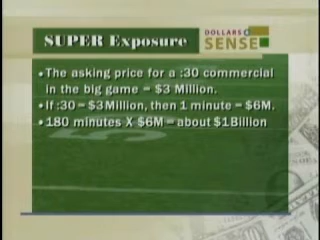 SUPER Exposure
DOLLARS &
SENSE
• The asking price for a :30 commercial
in the big game = $3 Million.
• If :30 = $3Million, then 1 minute = $6M.
• 180 minutes X $6M = about $1Billion